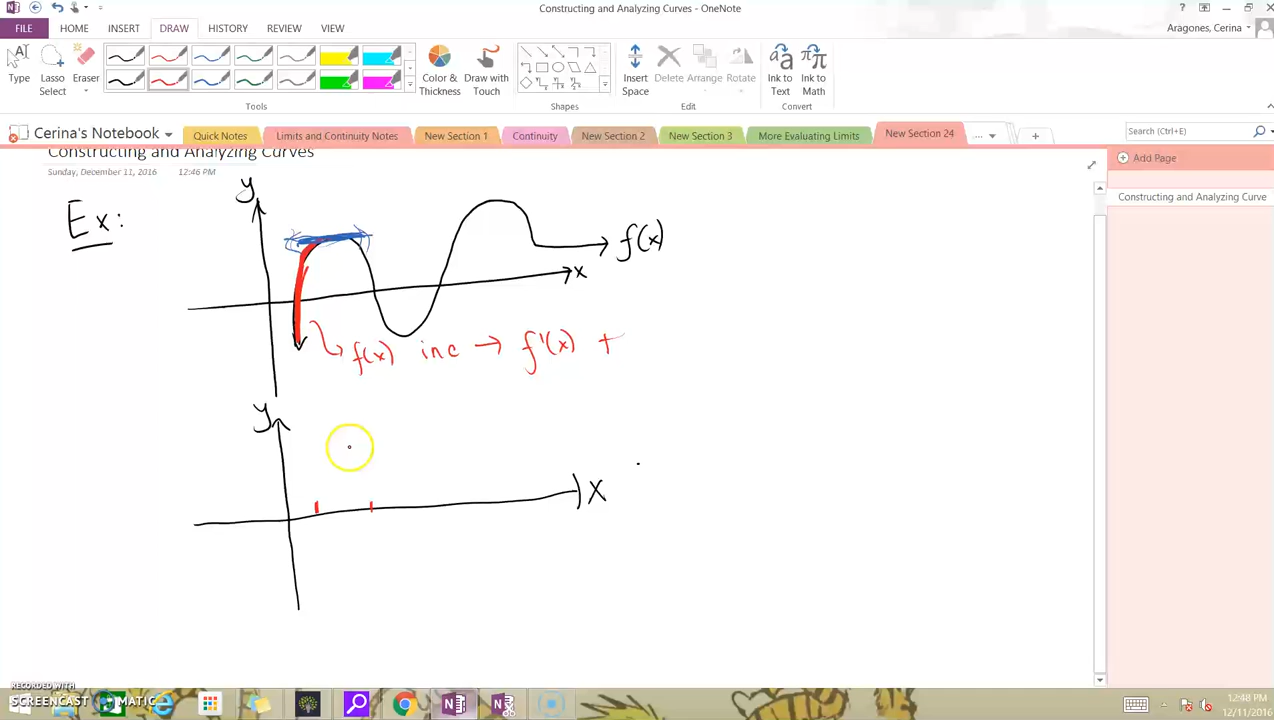 Constructing and Analyzing Curves - OneNote
?
FILE
HOME
INSERT
DRAW
HISTORY
REVIEW
VIEW
Aragones, Cerina
Type
Lasso Select
Eraser
Color & Thickness
Draw with Touch
Insert Space
Delete
Arrange
Rotate
Ink to Text
Ink to Math
Tools
Shapes
Edit
Convert
Cerina's Notebook
Quick Notes
Limits and Continuity Notes
New Section 1
Continuity
New Section 2
New Section 3
More Evaluating Limits
New Section 24
...
Search (Ctrl+E)
Constructing and Analyzing Curves
Sunday, December 11, 2016 12:46 PM
Add Page
Constructing and Analyzing Curve
Ex:
y
f(x)
x
f(x) inc → f'(x) +
y
x
RECORDED WITH
SCREENCAST MATIC
12:48 PM
12/11/2016